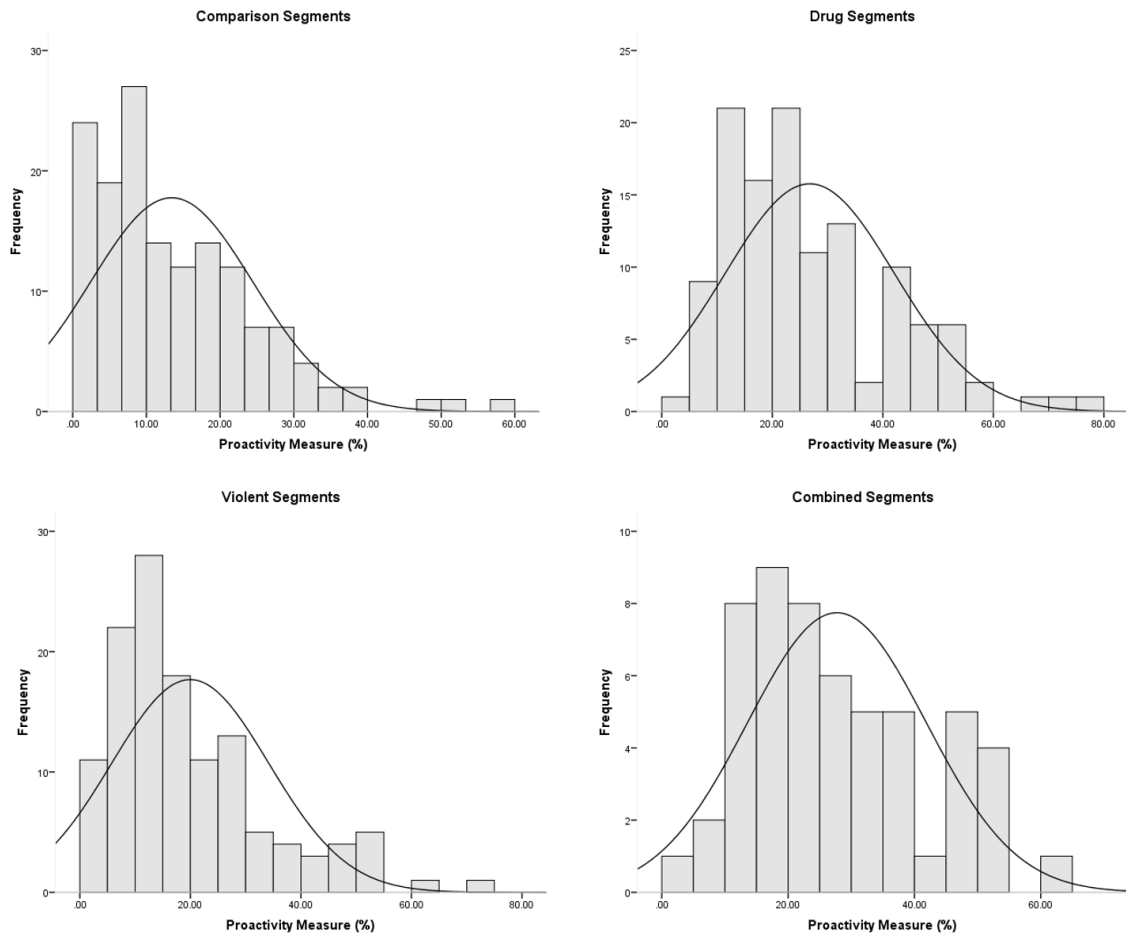 Comparison Segments
30
20
10
0
Frequency
.00 10.00 20.00 30.00 40.00 50.00 60.00
Proactivity Measure (%)
Drug Segments
25
20
15
10
5
0
Frequency
.00 20.00 40.00 60.00 80.00
Proactivity Measure (%)
Violent Segments
30
20
10
0
Frequency
.00 20.00 40.00 60.00 80.00
Proactivity Measure (%)
Combined Segments
10
8
6
4
2
0
Frequency
.00 20.00 40.00 60.00
Proactivity Measure (%)